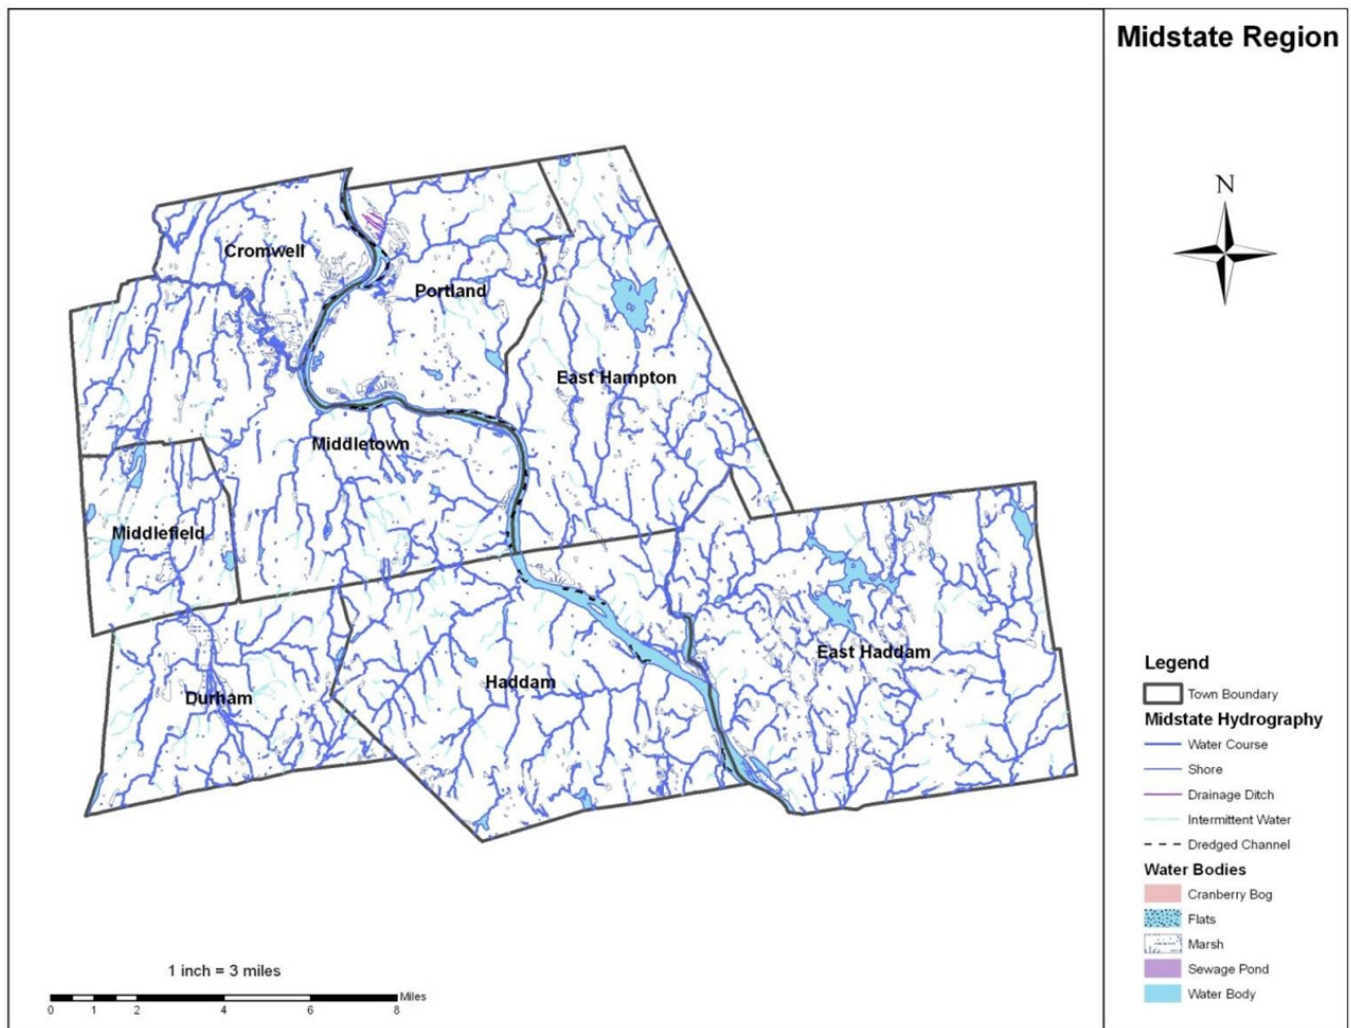 Midstate Region
N
Cromwell
Portland
East Hampton
Middletown
Middlefield
East Haddam
Haddam
Durham
Legend
Town Boundary
Midstate Hydrography
Water Course
Shore
Drainage Ditch
Intermittent Water
Dredged Channel
Water Bodies
Cranberry Bog
Flats
Marsh
Sewage Pond
Water Body
1 inch = 3 miles
Miles
0 1 2 4 6 8